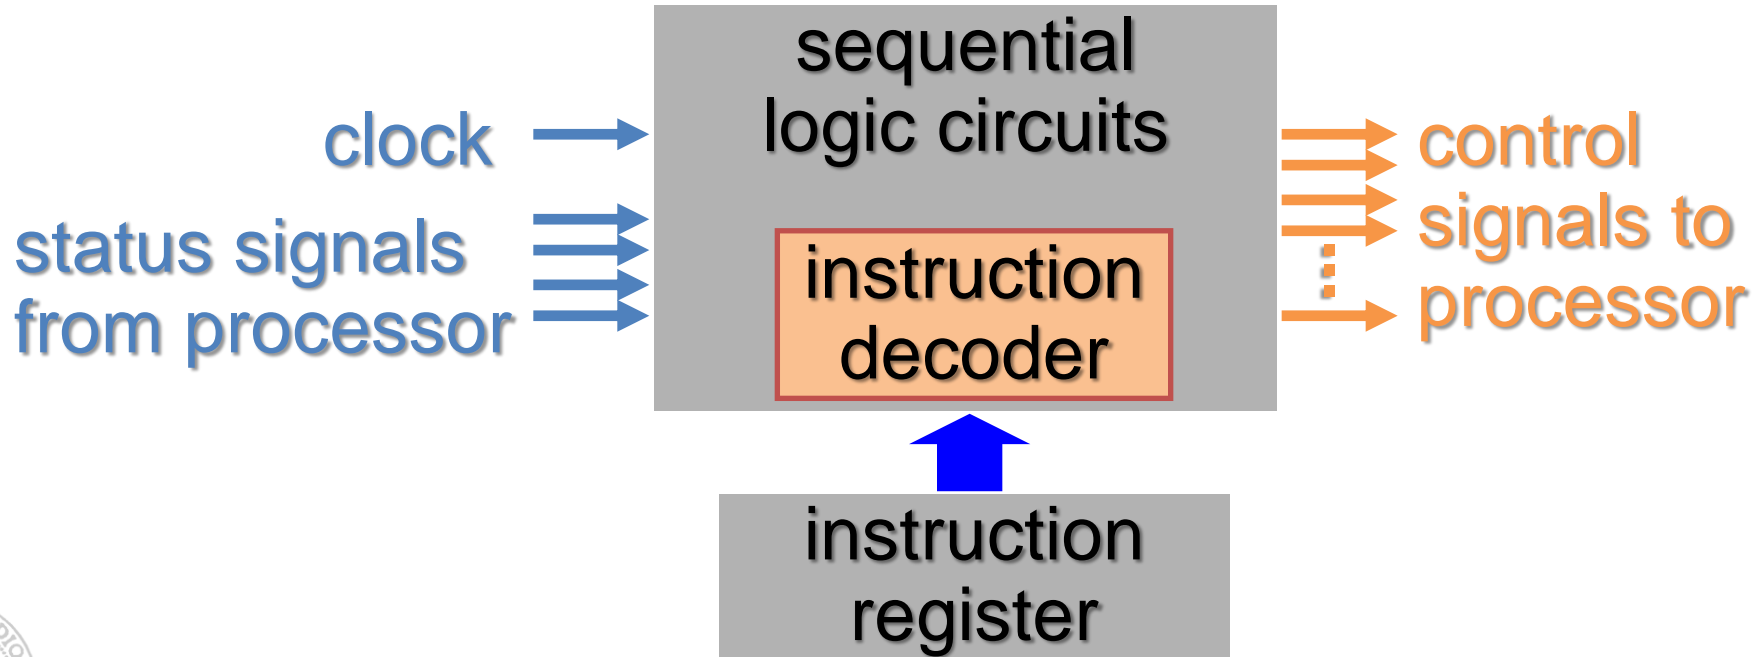 sequential
logic circuits
clock
status signals
from processor
instruction
decoder
control
signals to
processor
instruction
register